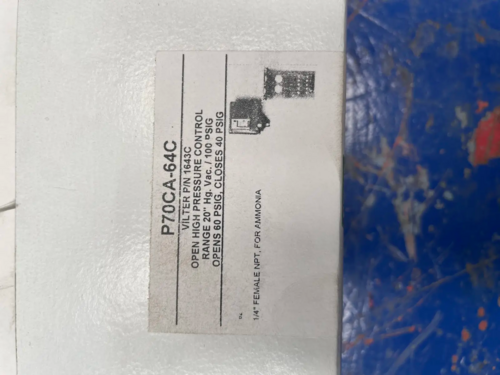 P70CA-64C
VILTER P/N 1643C
OPEN HIGH PRESSURE CONTROL
RANGE 20" Hg. Vac. / 100 PSIG
OPENS 60 PSIG, CLOSES 40 PSIG
1/4" FEMALE NPT, FOR AMMONIA